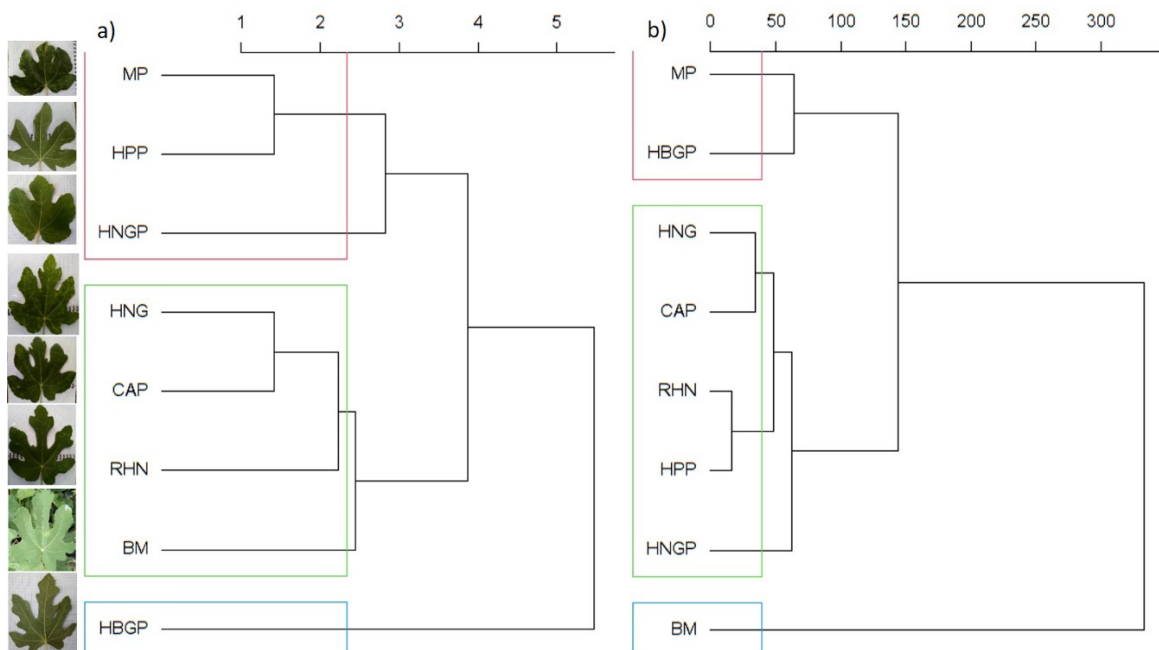 a)
1 2 3 4 5
MP
HPP
HNGP
HNG
CAP
RHN
BM
HBGP
b)
0 50 100 150 200 250 300
MP
HBGP
HNG
CAP
RHN
HPP
HNGP
BM